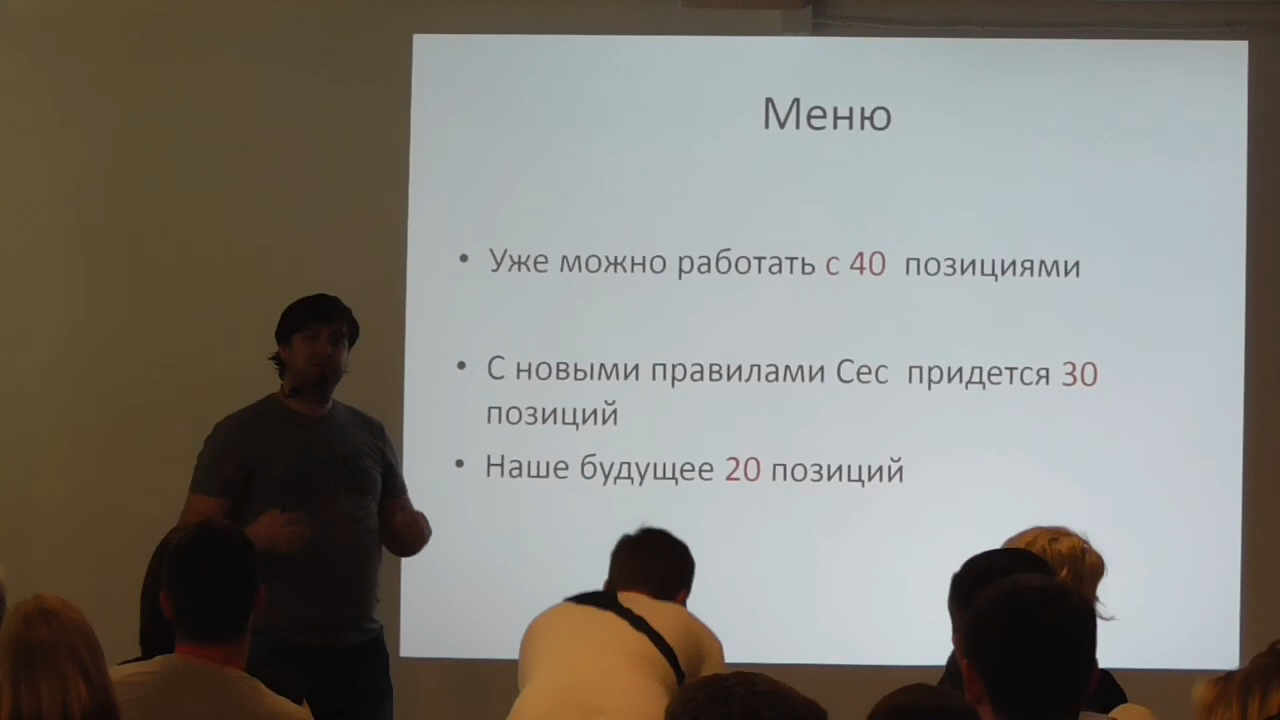 Меню
• Уже можно работать с 40 позициями
• С новыми правилами Сес придется 30
позиций
• Наше будущее 20 позиций